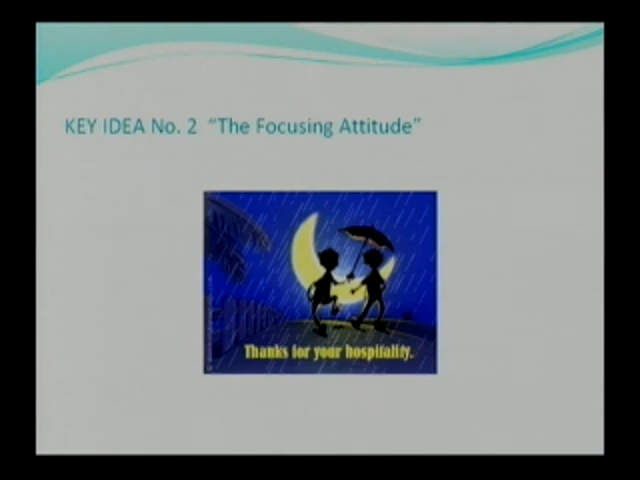 KEY IDEA No. 2 “The Focusing Attitude”
Thanks for your hospitality.